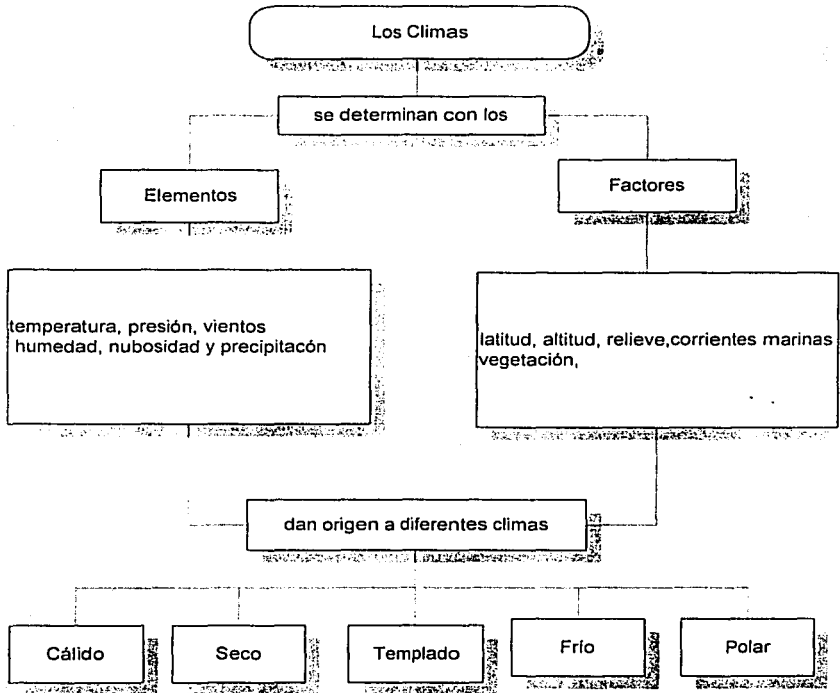 Los Climas
se determinan con los
Elementos
Factores
temperatura, presión, vientos
humedad, nubosidad y precipitacón
latitud, altitud, relieve,corrientes marinas
vegetación,
dan origen a diferentes climas
Cálido
Seco
Templado
Frío
Polar